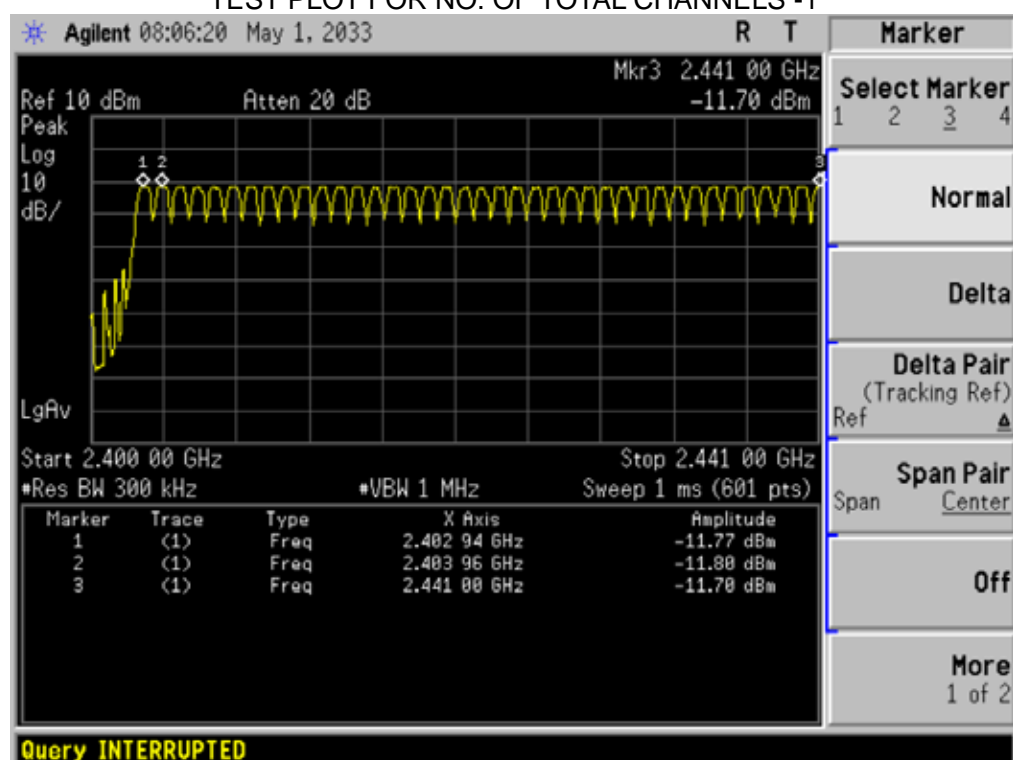 TEST PLOT FOR NO. OF TOTAL CHANNELS -1
Agilent 08:06:20 May 1, 2033 R T
Marker
Mkr3 2.441 00 GHz
Ref 10 dBm Atten 20 dB -11.70 dBm
Peak
Log
10
dB/
1 2 3
LgAv
Start 2.400 00 GHz Stop 2.441 00 GHz
#Res BW 300 kHz #VBW 1 MHz Sweep 1 ms (601 pts)
Marker Trace Type X Axis Amplitude
1 (1) Freq 2.402 94 GHz -11.77 dBm
2 (1) Freq 2.403 96 GHz -11.80 dBm
3 (1) Freq 2.441 00 GHz -11.70 dBm
Select Marker
1 2 3 4
Normal
Delta
Delta Pair
(Tracking Ref)
Ref Δ
Span Pair
Span Center
Off
More
1 of 2
Query INTERRUPTED